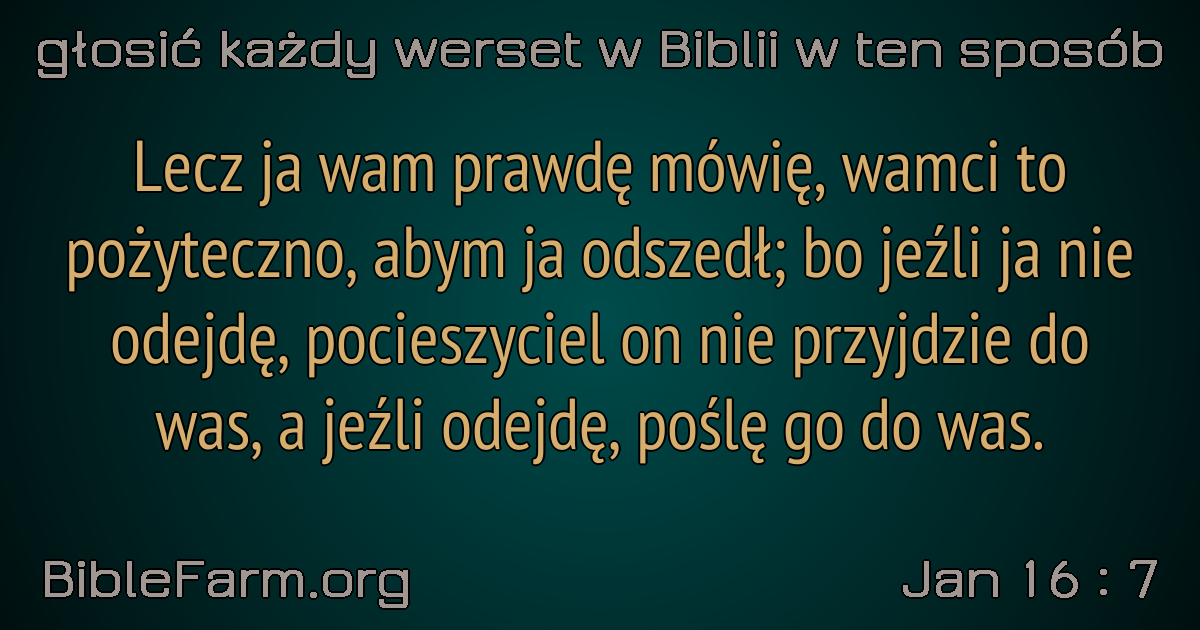 głosić każdy werset w Biblii w ten sposób
Lecz ja wam prawdę mówię, wamci to
pożyteczno, abym ja odszedł; bo jeźli ja nie
odejdę, pocieszyciel on nie przyjdzie do
was, a jeźli odejdę, poślę go do was.
BibleFarm.org
Jan 16 : 7